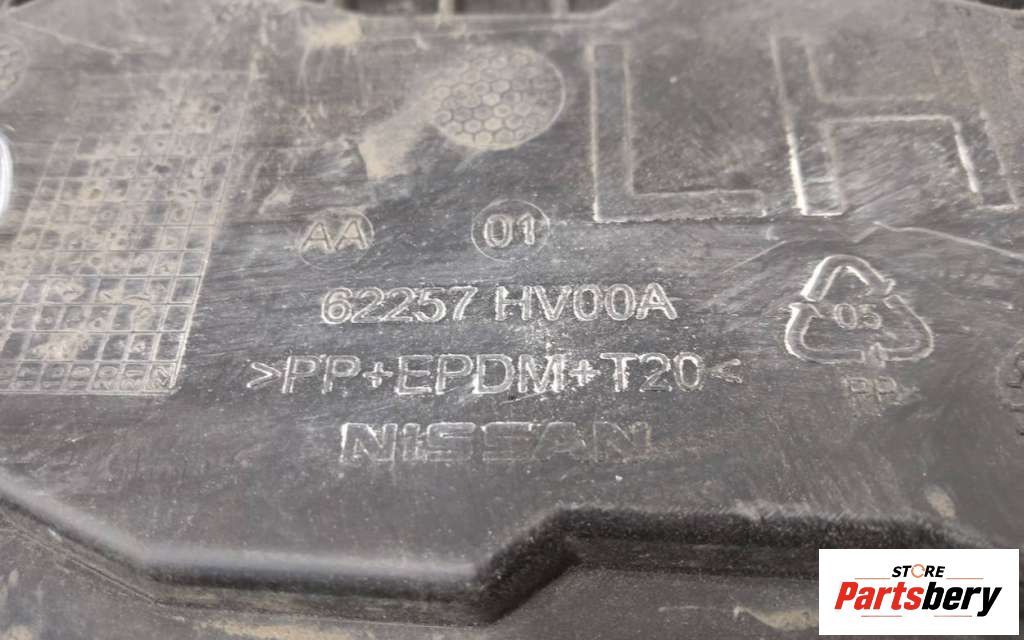 LH
AA 01
62257 HV00A
05
>PP+EPDM+T20<
PP
NISSAN
STORE
Partsbery